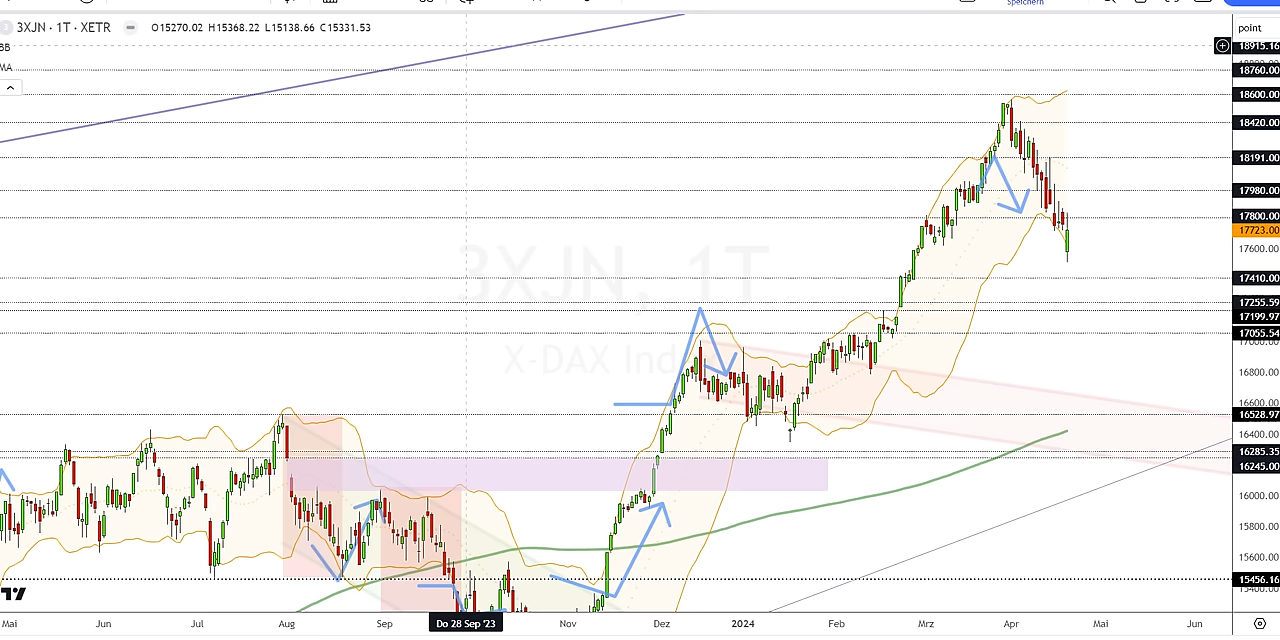 Speichern
3XJN · 1T · XETR
O15270.02 H15368.22 L15138.66 C15331.53
BB
MA
point
18915.16
18760.00
18600.00
18420.00
18191.00
17980.00
17800.00
17723.00
17600.00
17410.00
17255.59
17199.97
17055.54
16800.00
16600.00
16528.97
16400.00
16285.35
16245.00
16000.00
15800.00
15600.00
15456.16
15400.00
3XJN, 1T
X-DAX Ind
Mai
Jun
Jul
Aug
Sep
Do 28 Sep '23
Nov
Dez
2024
Feb
Mrz
Apr
Mai
Jun